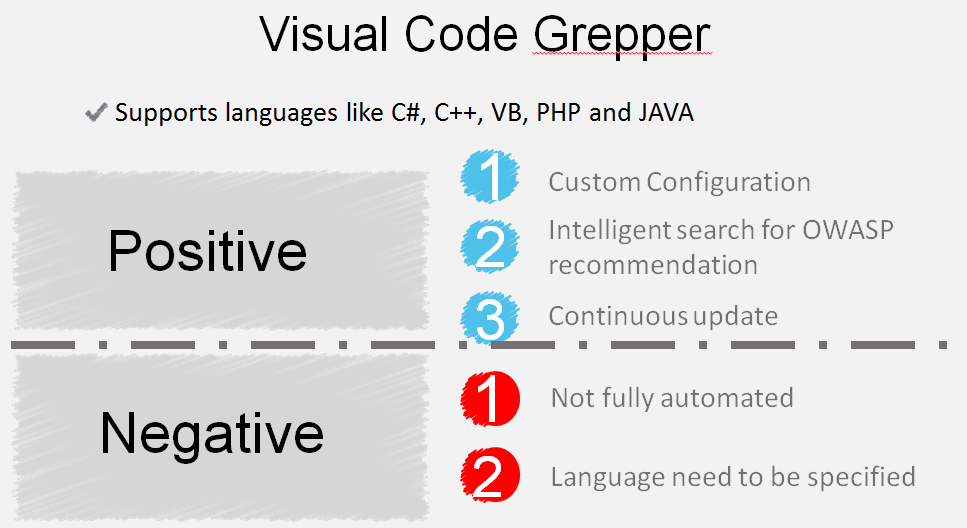 Visual Code Grepper
Supports languages like C#, C++, VB, PHP and JAVA
Positive
1 Custom Configuration
2 Intelligent search for OWASP
recommendation
3 Continuous update
Negative
1 Not fully automated
2 Language need to be specified